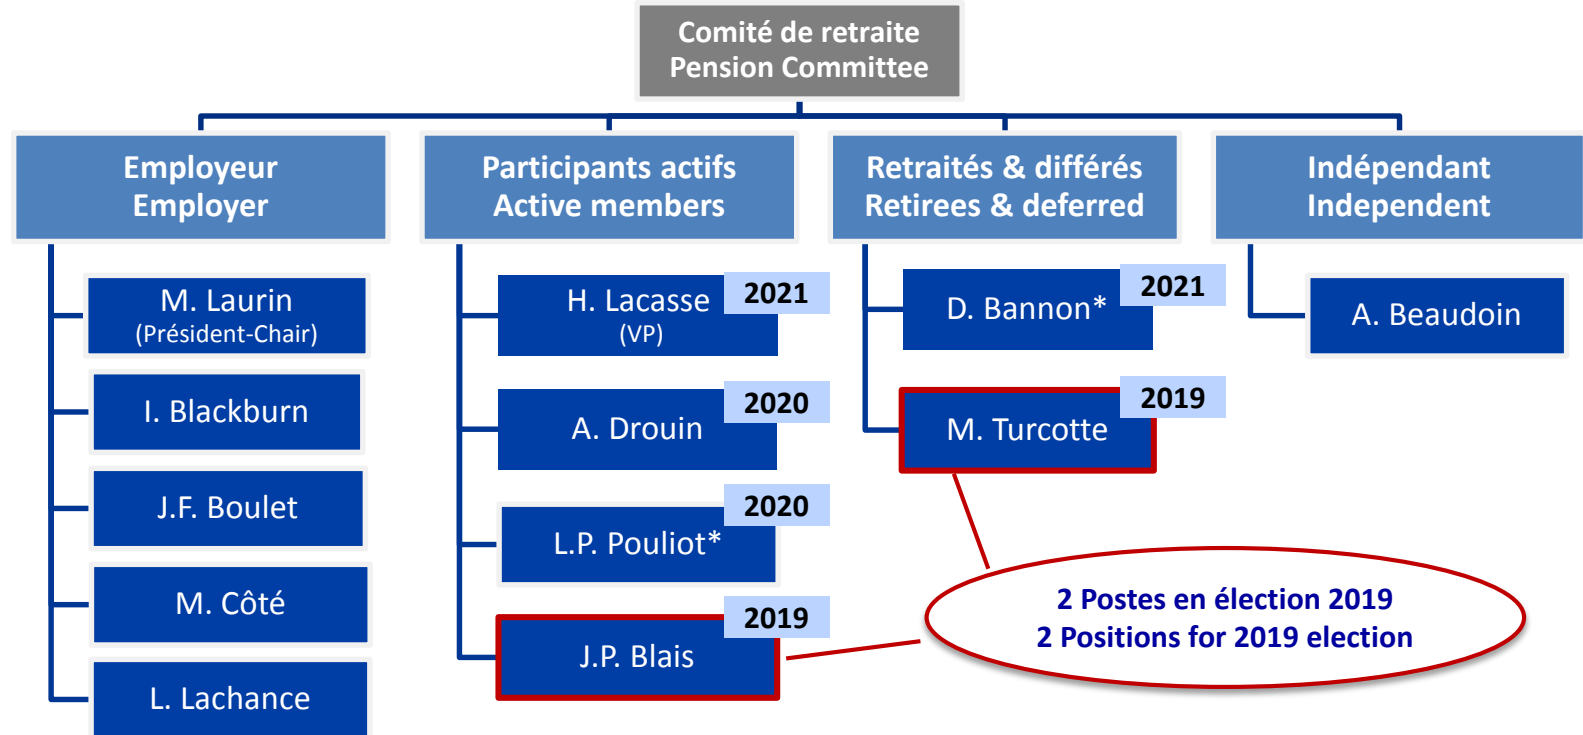 Comité de retraite
Pension Committee
Employeur
Employer
M. Laurin
(Président-Chair)
I. Blackburn
J.F. Boulet
M. Côté
L. Lachance
Participants actifs
Active members
2021
H. Lacasse
(VP)
2020
A. Drouin
2020
L.P. Pouliot*
2019
J.P. Blais
Retraités & différés
Retirees & deferred
2021
D. Bannon*
2019
M. Turcotte
Indépendant
Independent
A. Beaudoin
2 Postes en élection 2019
2 Positions for 2019 election